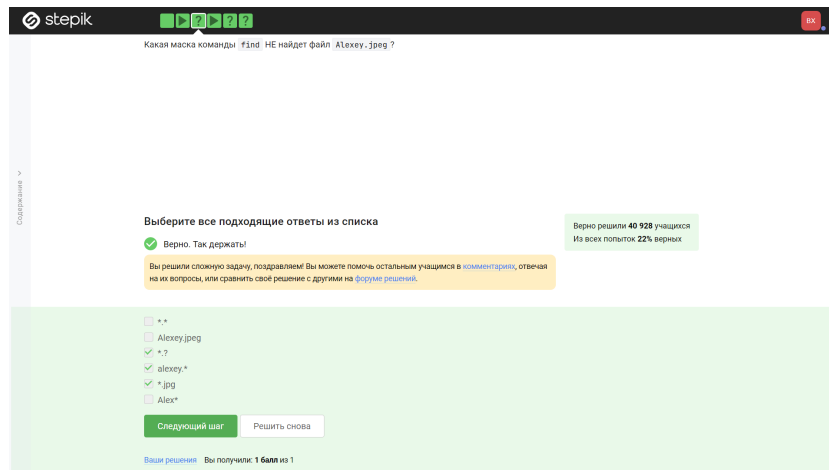 stepik
?
?
?
BX
Какая маска команды find НЕ найдет файл Alexey.jpeg ?
Содержание
Выберите все подходящие ответы из списка
Верно. Так держать!
Верно решили 40 928 учащихся
Из всех попыток 22% верных
Вы решили сложную задачу, поздравляем! Вы можете помочь остальным учащимся в комментариях, отвечая
на их вопросы, или сравнить своё решение с другими на форуме решений.
*.*
Alexey.jpeg
*.?
alexey.*
*.jpg
Alex*
Следующий шаг
Решить снова
Ваши решения Вы получили: 1 балл из 1